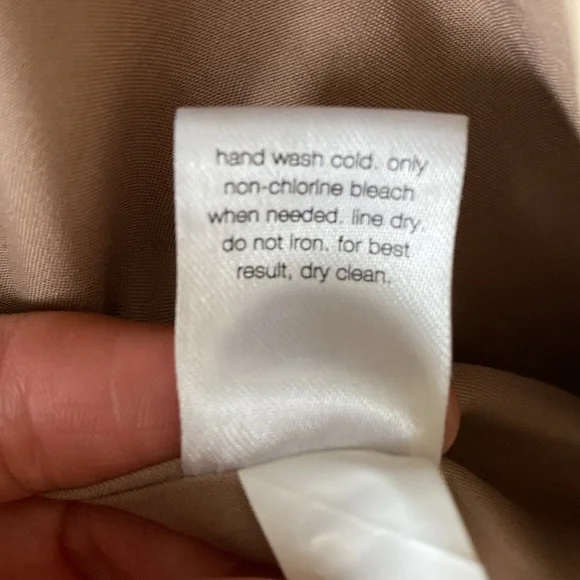 hand wash cold. only
non-chlorine bleach
when needed. line dry.
do not iron. for best
result, dry clean.